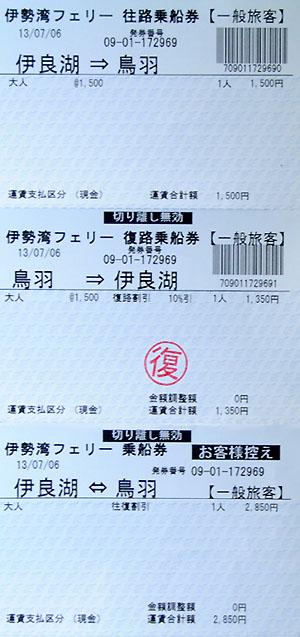 伊勢湾フェリー 往路乗船券【一般旅客】
13/07/06 発券番号
09-01-172969
伊良湖 ⇒ 鳥羽
709011729690
大人 @1,500 1人 1,500円
運賃支払区分 (現金) 運賃合計額 1,500円
切り離し無効
伊勢湾フェリー 復路乗船券【一般旅客】
13/07/06 発券番号
09-01-172969
鳥羽 ⇒ 伊良湖
709011729691
大人 @1,500 復路割引 10%引 1人 1,350円
復
金額調整額 0円
運賃支払区分 (現金) 運賃合計額 1,350円
切り離し無効
伊勢湾フェリー 乗船券 お客様控え
13/07/06 発券番号 09-01-172969
伊良湖 ⇔ 鳥羽 【一般旅客】
大人 往復割引 1人 2,850円
金額調整額 0円
運賃支払区分 (現金) 運賃合計額 2,850円